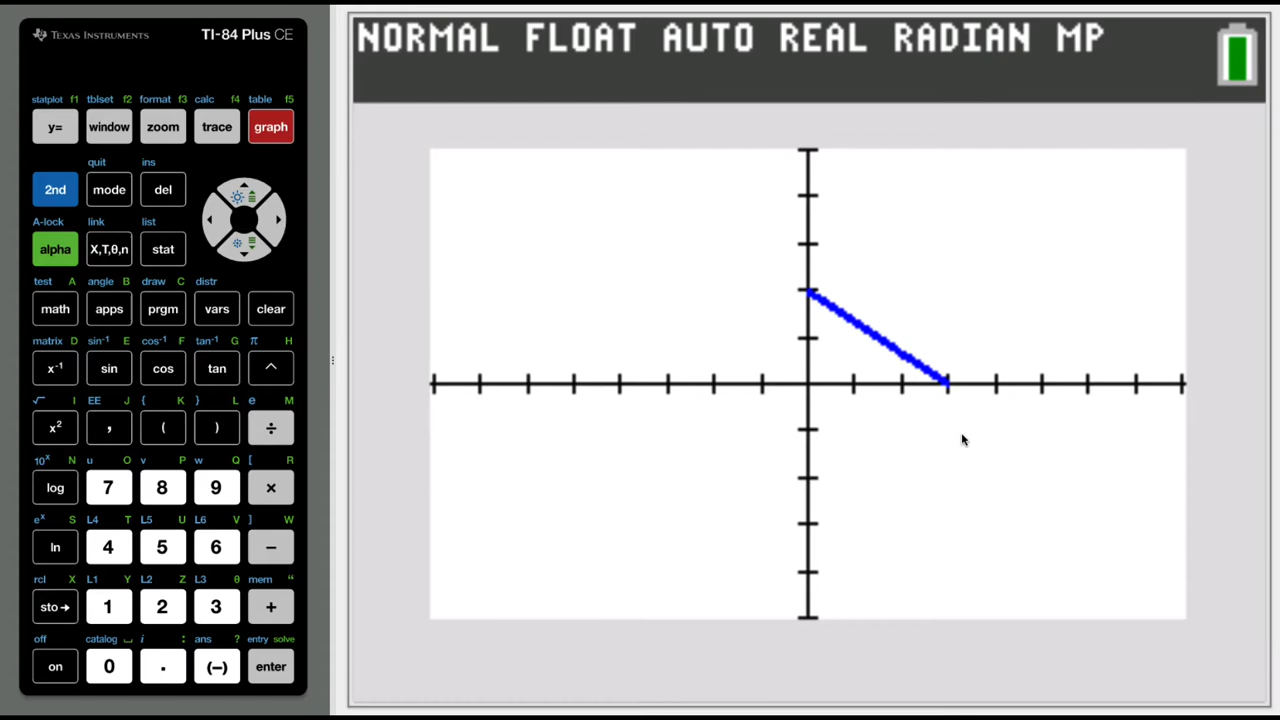 TEXAS INSTRUMENTS TI-84 Plus CE
NORMAL FLOAT AUTO REAL RADIAN MP
statplot f1 tblset f2 format f3 calc f4 table f5
y= window zoom trace graph
quit ins
2nd mode del
A-lock link list
alpha X,T,θ,n stat
test A angle B draw C distr
math apps prgm vars clear
matrix D sin⁻¹ E cos⁻¹ F tan⁻¹ G π H
x⁻¹ sin cos tan ^
√ I EE J { K } L e M
x² , ( ) ÷
10ˣ N u O v P w Q [ R
log 7 8 9 ×
eˣ S L4 T L5 U L6 V ] W
ln 4 5 6 −
rcl X L1 Y L2 Z L3 θ mem “
sto→ 1 2 3 +
off catalog ⎵ i : ans ? entry solve
on 0 . (−) enter